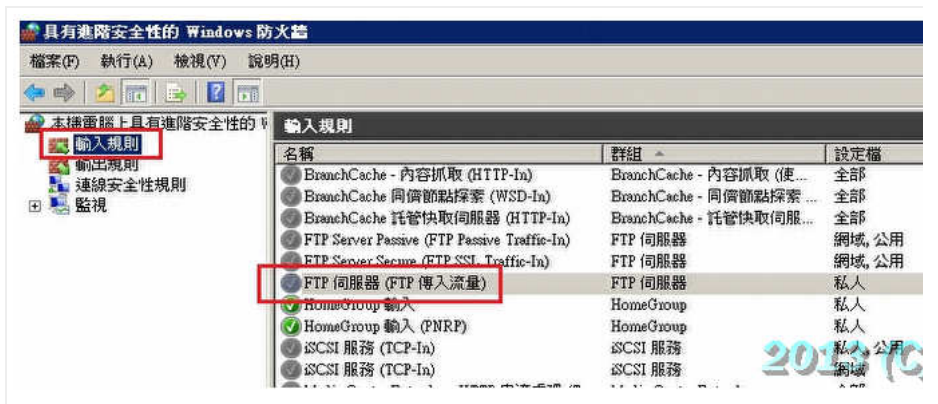 具有進階安全性的 Windows 防火牆
檔案(F) 執行(A) 檢視(V) 說明(H)
本機電腦上具有進階安全性的
輸入規則
輸出規則
連線安全性規則
監視
輸入規則
名稱 群組 設定檔
BranchCache - 內容抓取 (HTTP-In) BranchCache - 內容抓取 (使... 全部
BranchCache 同儕節點探索 (WSD-In) BranchCache - 同儕節點探索 ... 全部
BranchCache 託管快取伺服器 (HTTP-In) BranchCache - 託管快取伺服... 全部
FTP Server Passive (FTP Passive Traffic-In) FTP 伺服器 網域, 公用
FTP Server Secure (FTP SSL Traffic-In) FTP 伺服器 網域, 公用
FTP 伺服器 (FTP 傳入流量) FTP 伺服器 私人
HomeGroup 輸入 HomeGroup 私人
HomeGroup 輸入 (PNRP) HomeGroup 私人
iSCSI 服務 (TCP-In) iSCSI 服務 私人, 公用
iSCSI 服務 (TCP-In) iSCSI 服務 網域
2013 (C)